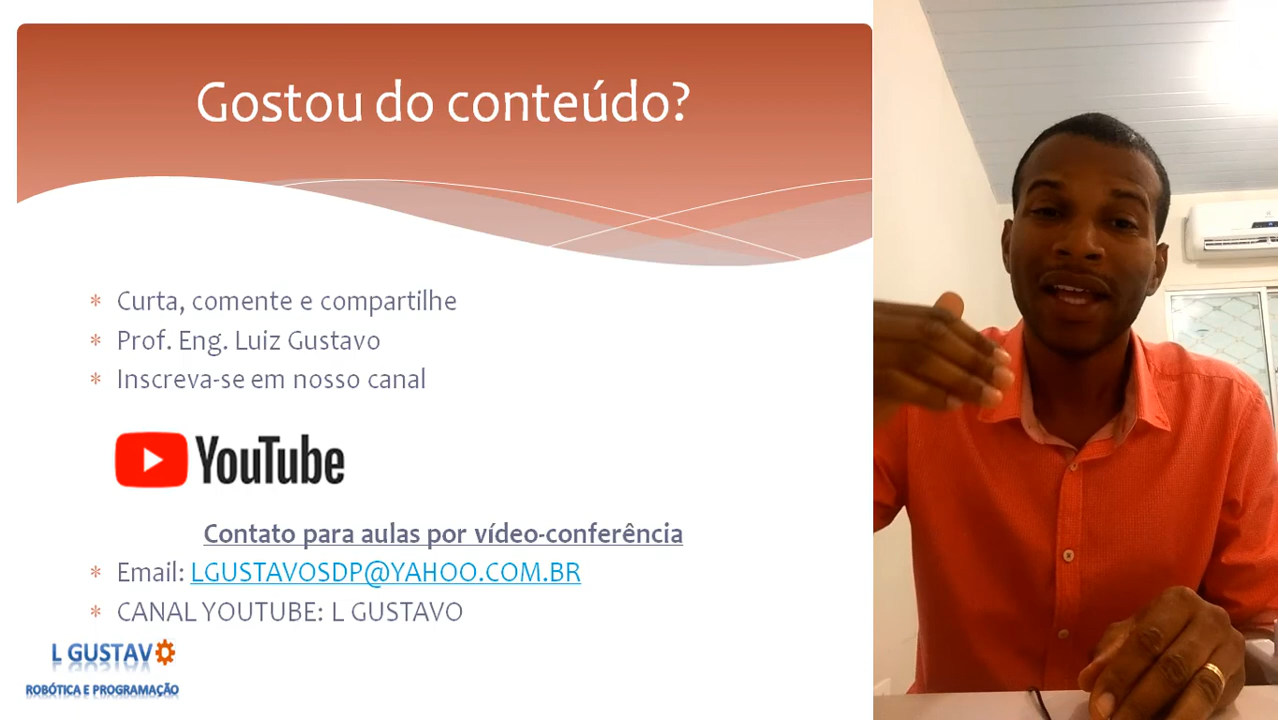 Gostou do conteúdo?
* Curta, comente e compartilhe
* Prof. Eng. Luiz Gustavo
* Inscreva-se em nosso canal
YouTube
Contato para aulas por vídeo-conferência
* Email: LGUSTAVOSDP@YAHOO.COM.BR
* CANAL YOUTUBE: L GUSTAVO
L GUSTAVO
ROBÓTICA E PROGRAMAÇÃO